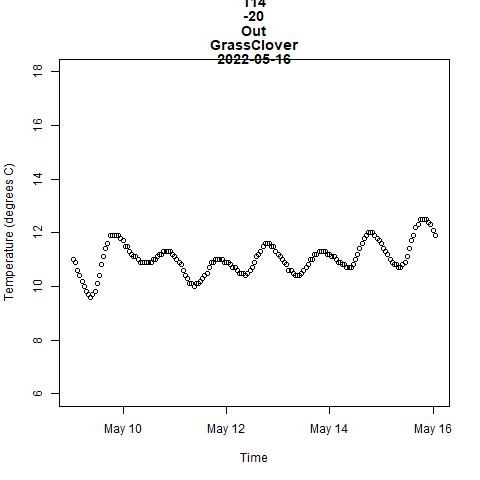 T14
-20
Out
GrassClover
2022-05-16
Temperature (degrees C)
18
16
14
12
10
8
6
May 10
May 12
May 14
May 16
Time